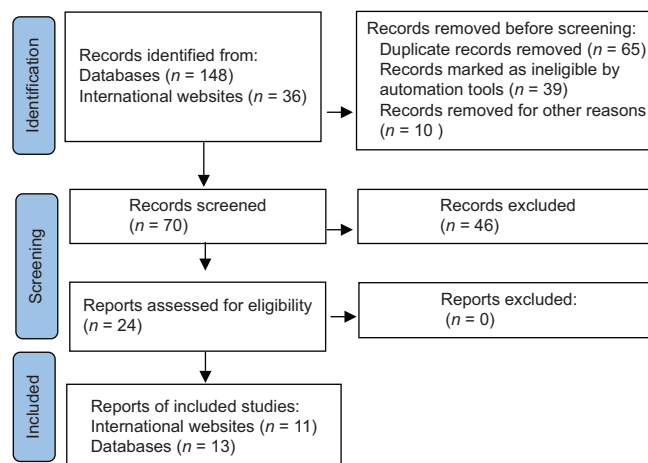 Identification
Records identified from:
Databases (n = 148)
International websites (n = 36)
Records removed before screening:
Duplicate records removed (n = 65)
Records marked as ineligible by
automation tools (n = 39)
Records removed for other reasons
(n = 10 )
Screening
Records screened
(n = 70)
Records excluded
(n = 46)
Reports assessed for eligibility
(n = 24)
Reports excluded:
(n = 0)
Included
Reports of included studies:
International websites (n = 11)
Databases (n = 13)